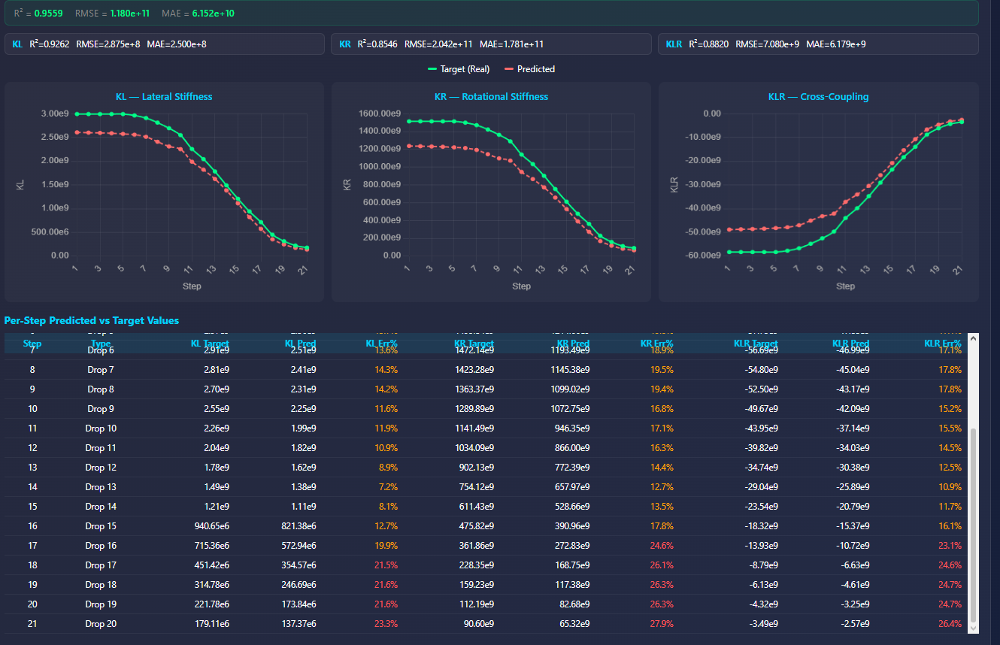 R² = 0.9559 RMSE = 1.180e+11 MAE = 6.152e+10
KL R²=0.9262 RMSE=2.875e+8 MAE=2.500e+8
KR R²=0.8546 RMSE=2.042e+11 MAE=1.781e+11
KLR R²=0.8820 RMSE=7.080e+9 MAE=6.179e+9
Target (Real) Predicted
KL — Lateral Stiffness
3.00e9
2.50e9
2.00e9
1.50e9
1.00e9
500.00e6
0.00
KL
1 3 5 7 9 11 13 15 17 19 21
Step
KR — Rotational Stiffness
1600.00e9
1400.00e9
1200.00e9
1000.00e9
800.00e9
600.00e9
400.00e9
200.00e9
0.00
KR
1 3 5 7 9 11 13 15 17 19 21
Step
KLR — Cross-Coupling
0.00
-10.00e9
-20.00e9
-30.00e9
-40.00e9
-50.00e9
-60.00e9
KLR
1 3 5 7 9 11 13 15 17 19 21
Step
Per-Step Predicted vs Target Values
Step Type KL Target KL Pred KL Err% KR Target KR Pred KR Err% KLR Target KLR Pred KLR Err%
7 Drop 6 2.91e9 2.51e9 13.6% 1472.14e9 1193.49e9 18.9% -56.69e9 -46.99e9 17.1%
8 Drop 7 2.81e9 2.41e9 14.3% 1423.28e9 1145.38e9 19.5% -54.80e9 -45.04e9 17.8%
9 Drop 8 2.70e9 2.31e9 14.2% 1363.37e9 1099.02e9 19.4% -52.50e9 -43.17e9 17.8%
10 Drop 9 2.55e9 2.25e9 11.6% 1289.89e9 1072.75e9 16.8% -49.67e9 -42.09e9 15.2%
11 Drop 10 2.26e9 1.99e9 11.9% 1141.49e9 946.35e9 17.1% -43.95e9 -37.14e9 15.5%
12 Drop 11 2.04e9 1.82e9 10.9% 1034.09e9 866.00e9 16.3% -39.82e9 -34.03e9 14.5%
13 Drop 12 1.78e9 1.62e9 8.9% 902.13e9 772.39e9 14.4% -34.74e9 -30.38e9 12.5%
14 Drop 13 1.49e9 1.38e9 7.2% 754.12e9 657.97e9 12.7% -29.04e9 -25.89e9 10.9%
15 Drop 14 1.21e9 1.11e9 8.1% 611.43e9 528.66e9 13.5% -23.54e9 -20.79e9 11.7%
16 Drop 15 940.65e6 821.38e6 12.7% 475.82e9 390.96e9 17.8% -18.32e9 -15.37e9 16.1%
17 Drop 16 715.36e6 572.94e6 19.9% 361.86e9 272.83e9 24.6% -13.93e9 -10.72e9 23.1%
18 Drop 17 451.42e6 354.57e6 21.5% 228.35e9 168.75e9 26.1% -8.79e9 -6.63e9 24.6%
19 Drop 18 314.78e6 246.69e6 21.6% 159.23e9 117.38e9 26.3% -6.13e9 -4.61e9 24.7%
20 Drop 19 221.78e6 173.84e6 21.6% 112.19e9 82.68e9 26.3% -4.32e9 -3.25e9 24.7%
21 Drop 20 179.11e6 137.37e6 23.3% 90.60e9 65.32e9 27.9% -3.49e9 -2.57e9 26.4%